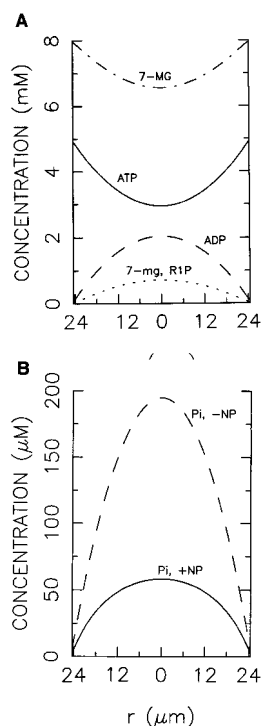 A
CONCENTRATION (mM)
8
6
4
2
0
7-MG
ATP
ADP
7-mg, R1P
24 12 0 12 24
B
CONCENTRATION (μM)
200
150
100
50
0
Pi, -NP
Pi, +NP
24 12 0 12 24
r (μm)